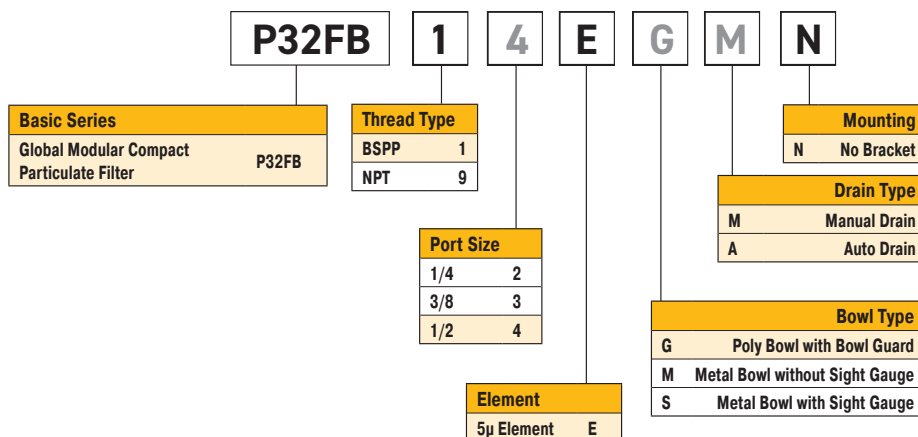 P32FB 1 4 E G M N
Basic Series
Global Modular Compact
Particulate Filter P32FB
Thread Type
BSPP 1
NPT 9
Port Size
1/4 2
3/8 3
1/2 4
Element
5µ Element E
Mounting
N No Bracket
Drain Type
M Manual Drain
A Auto Drain
Bowl Type
G Poly Bowl with Bowl Guard
M Metal Bowl without Sight Gauge
S Metal Bowl with Sight Gauge